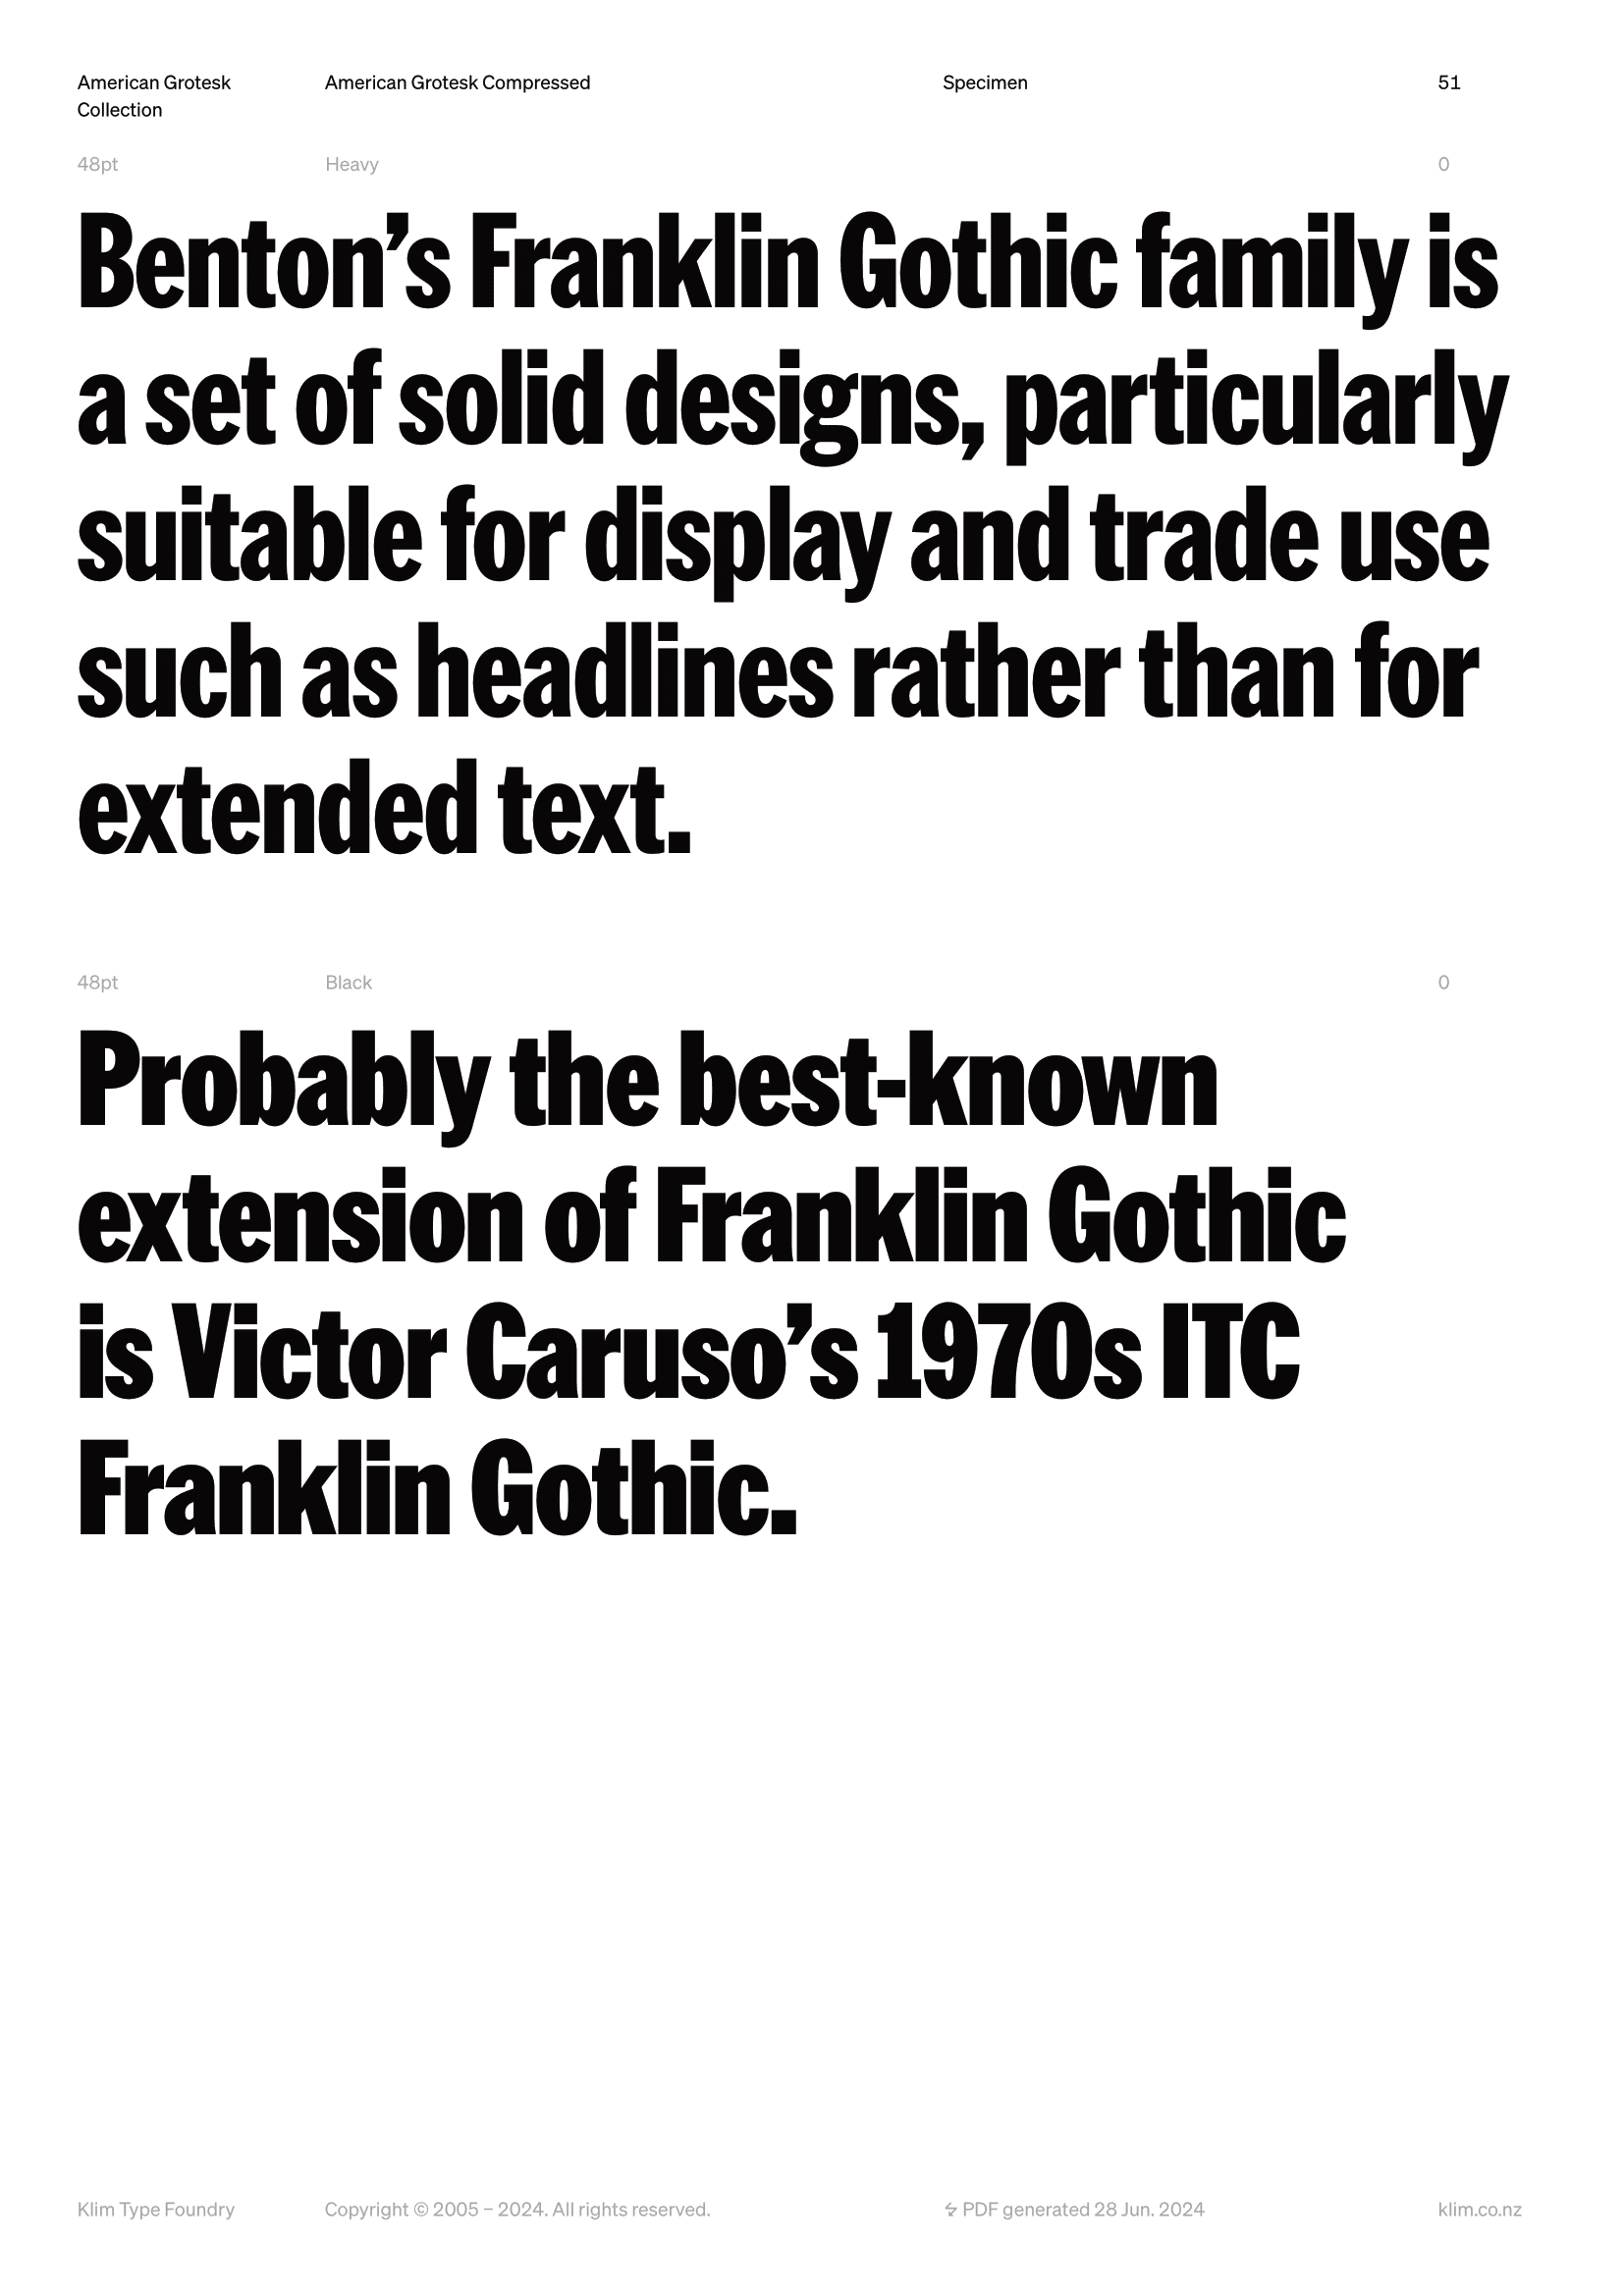 American Grotesk Collection
American Grotesk Compressed
Specimen
51
48pt
Heavy
0
Benton’s Franklin Gothic family is
a set of solid designs, particularly
suitable for display and trade use
such as headlines rather than for
extended text.
48pt
Black
0
Probably the best-known
extension of Franklin Gothic
is Victor Caruso’s 1970s ITC
Franklin Gothic.
Klim Type Foundry
Copyright © 2005 – 2024. All rights reserved.
PDF generated 28 Jun. 2024
klim.co.nz